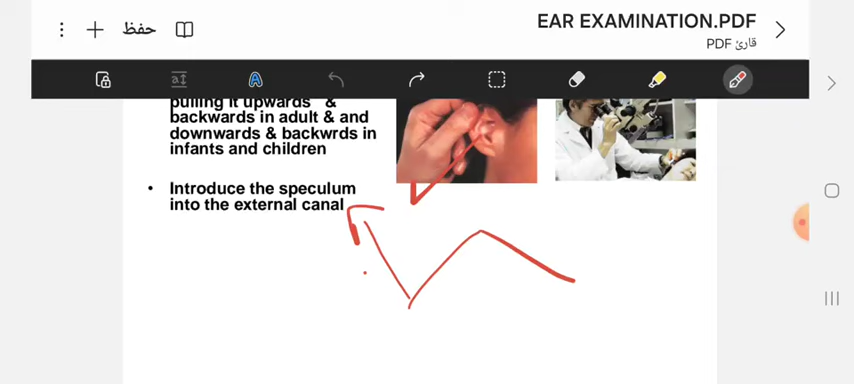 EAR EXAMINATION.PDF
قارئ PDF
حفظ
pulling it upwards &
backwards in adult & and
downwards & backwrds in
infants and children
• Introduce the speculum
into the external canal